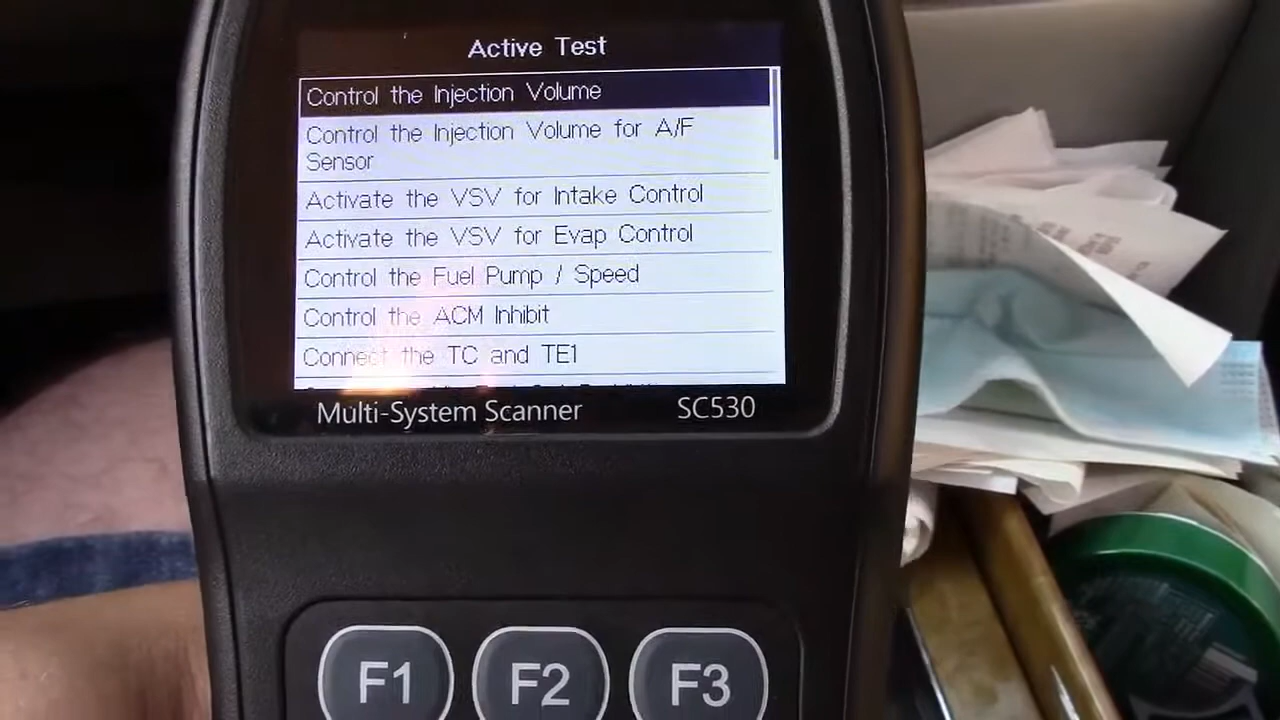 Active Test
Control the Injection Volume
Control the Injection Volume for A/F
Sensor
Activate the VSV for Intake Control
Activate the VSV for Evap Control
Control the Fuel Pump / Speed
Control the ACM Inhibit
Connect the TC and TE1
Multi-System Scanner SC530
F1 F2 F3